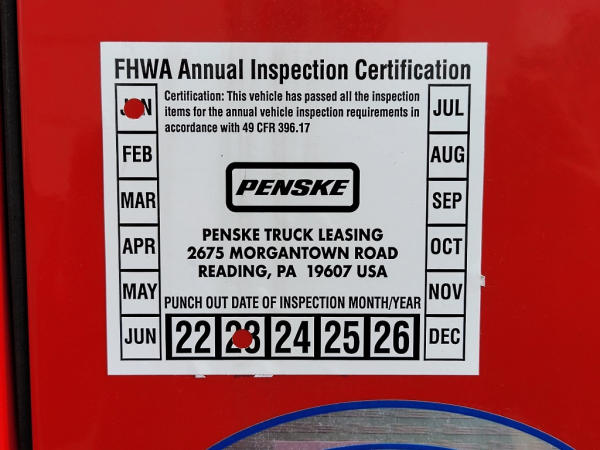 FHWA Annual Inspection Certification
JAN
FEB
MAR
APR
MAY
JUN
Certification: This vehicle has passed all the inspection
items for the annual vehicle inspection requirements in
accordance with 49 CFR 396.17
PENSKE
PENSKE TRUCK LEASING
2675 MORGANTOWN ROAD
READING, PA 19607 USA
PUNCH OUT DATE OF INSPECTION MONTH/YEAR
22 23 24 25 26
JUL
AUG
SEP
OCT
NOV
DEC